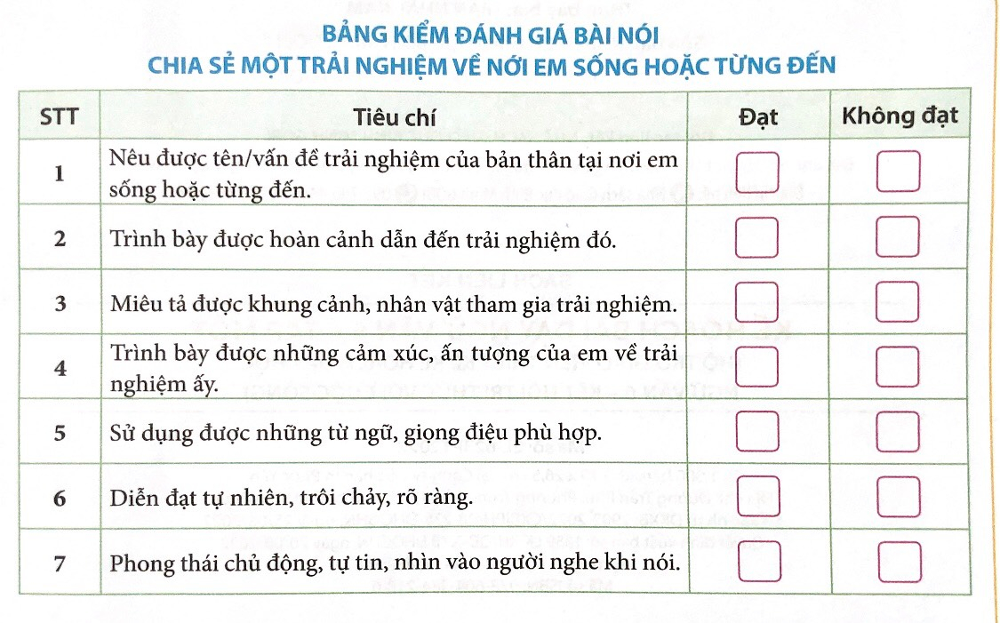 BẢNG KIỂM ĐÁNH GIÁ BÀI NÓI
CHIA SẺ MỘT TRẢI NGHIỆM VỀ NỚI EM SỐNG HOẶC TỪNG ĐẾN
STT Tiêu chí Đạt Không đạt
1 Nêu được tên/vấn đề trải nghiệm của bản thân tại nơi em
sống hoặc từng đến.
2 Trình bày được hoàn cảnh dẫn đến trải nghiệm đó.
3 Miêu tả được khung cảnh, nhân vật tham gia trải nghiệm.
4 Trình bày được những cảm xúc, ấn tượng của em về trải
nghiệm ấy.
5 Sử dụng được những từ ngữ, giọng điệu phù hợp.
6 Diễn đạt tự nhiên, trôi chảy, rõ ràng.
7 Phong thái chủ động, tự tin, nhìn vào người nghe khi nói.